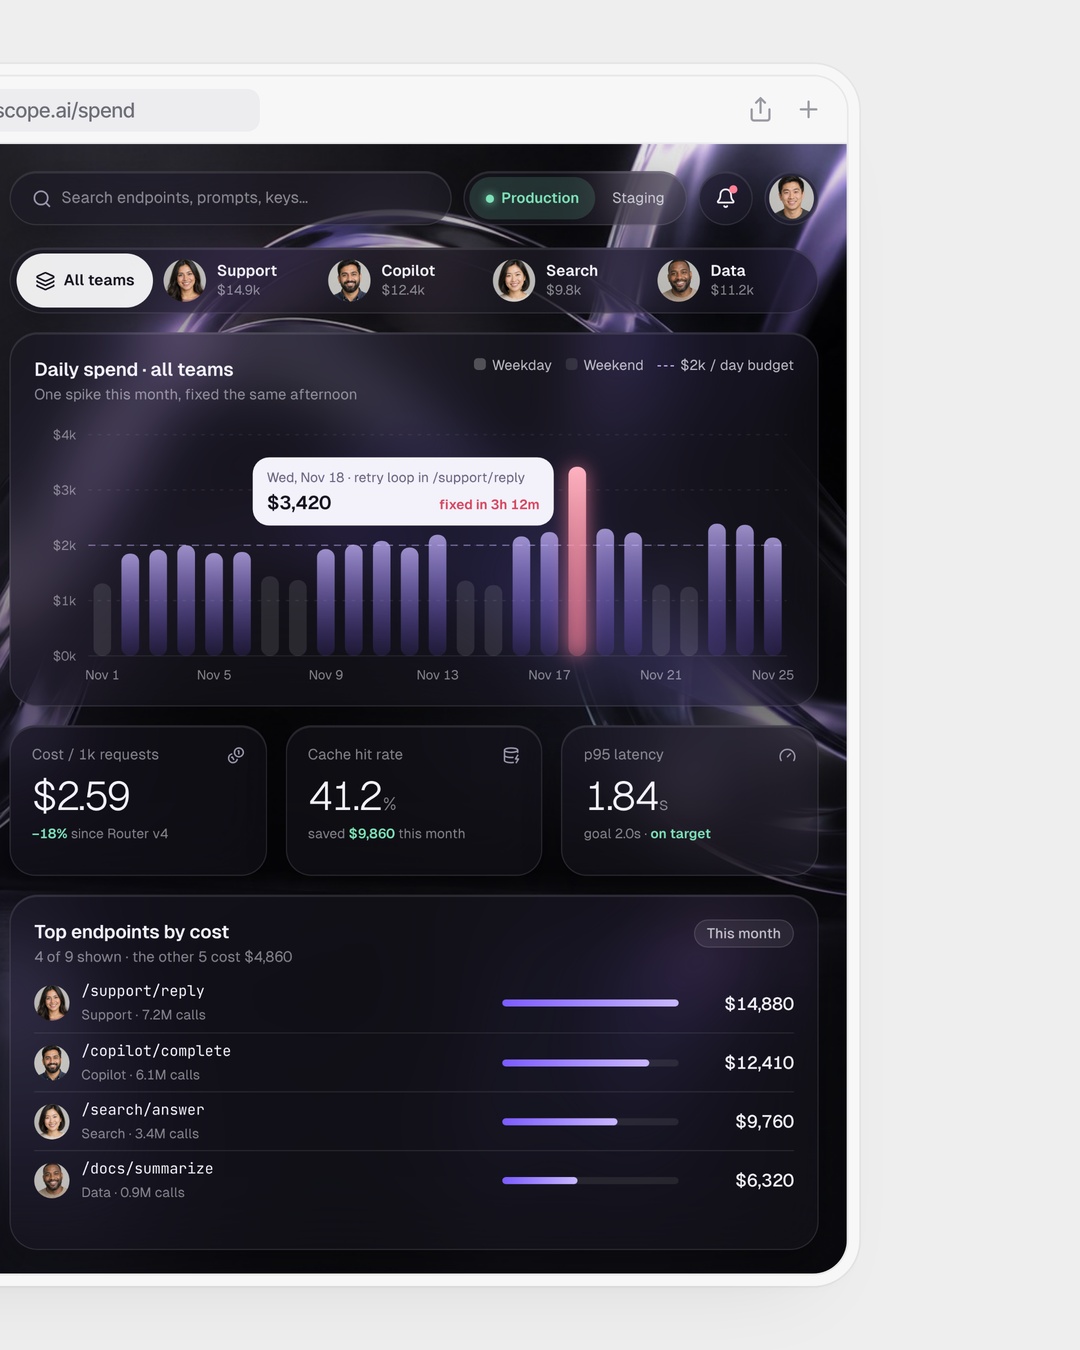 scope.ai/spend
Search endpoints, prompts, keys...
Production
Staging
All teams
Support
$14.9k
Copilot
$12.4k
Search
$9.8k
Data
$11.2k
Daily spend · all teams
One spike this month, fixed the same afternoon
Weekday
Weekend
$2k / day budget
$4k
$3k
$2k
$1k
$0k
Wed, Nov 18 · retry loop in /support/reply
$3,420
fixed in 3h 12m
Nov 1
Nov 5
Nov 9
Nov 13
Nov 17
Nov 21
Nov 25
Cost / 1k requests
$2.59
–18% since Router v4
Cache hit rate
41.2%
saved $9,860 this month
p95 latency
1.84s
goal 2.0s · on target
Top endpoints by cost
4 of 9 shown · the other 5 cost $4,860
This month
/support/reply
Support · 7.2M calls
$14,880
/copilot/complete
Copilot · 6.1M calls
$12,410
/search/answer
Search · 3.4M calls
$9,760
/docs/summarize
Data · 0.9M calls
$6,320